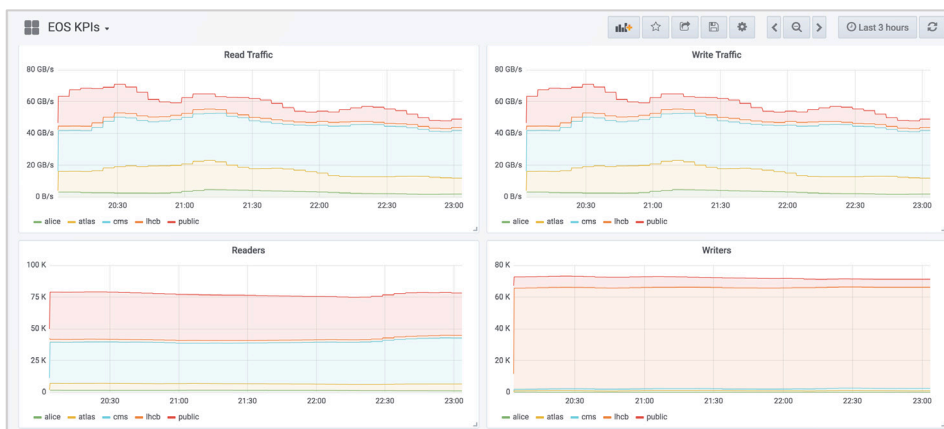 EOS KPIs
Last 3 hours
Read Traffic
80 GB/s
60 GB/s
40 GB/s
20 GB/s
0 B/s
20:30 21:00 21:30 22:00 22:30 23:00
alice atlas cms lhcb public
Write Traffic
80 GB/s
60 GB/s
40 GB/s
20 GB/s
0 B/s
20:30 21:00 21:30 22:00 22:30 23:00
alice atlas cms lhcb public
Readers
100 K
75 K
50 K
25 K
0
20:30 21:00 21:30 22:00 22:30 23:00
alice atlas cms lhcb public
Writers
80 K
60 K
40 K
20 K
0
20:30 21:00 21:30 22:00 22:30 23:00
alice atlas cms lhcb public